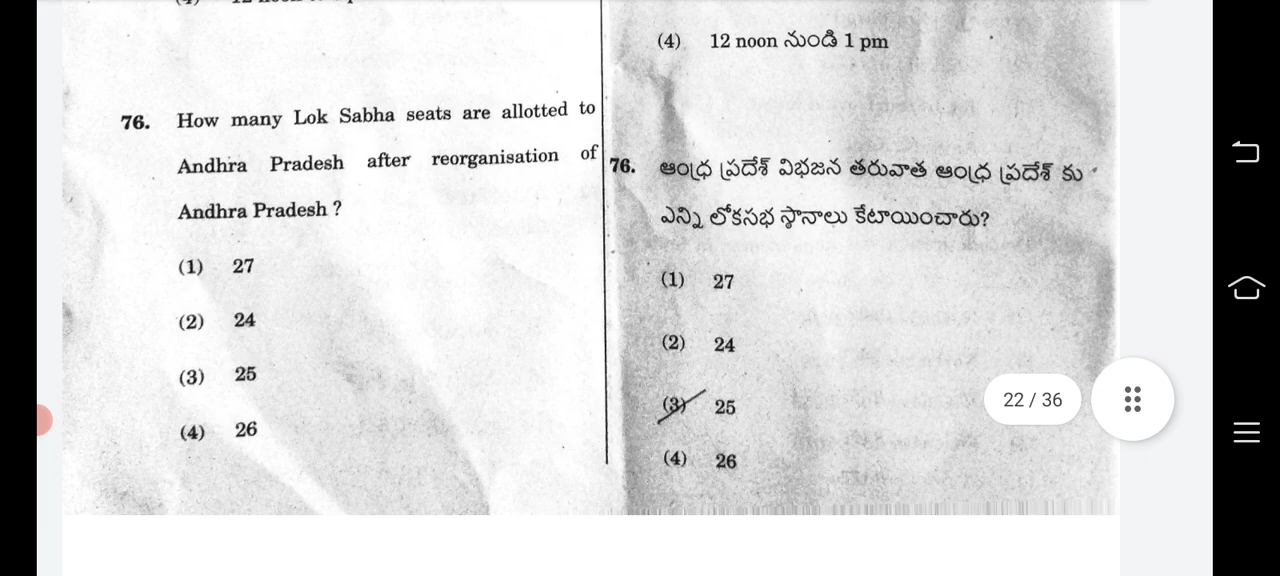 76. How many Lok Sabha seats are allotted to
Andhra Pradesh after reorganisation of
Andhra Pradesh ?
(1) 27
(2) 24
(3) 25
(4) 26
(4) 12 noon నుండి 1 pm
76. ఆంధ్ర ప్రదేశ్ విభజన తరువాత ఆంధ్ర ప్రదేశ్ కు
ఎన్ని లోకసభ స్థానాలు కేటాయించారు?
(1) 27
(2) 24
(3) 25
(4) 26
22 / 36